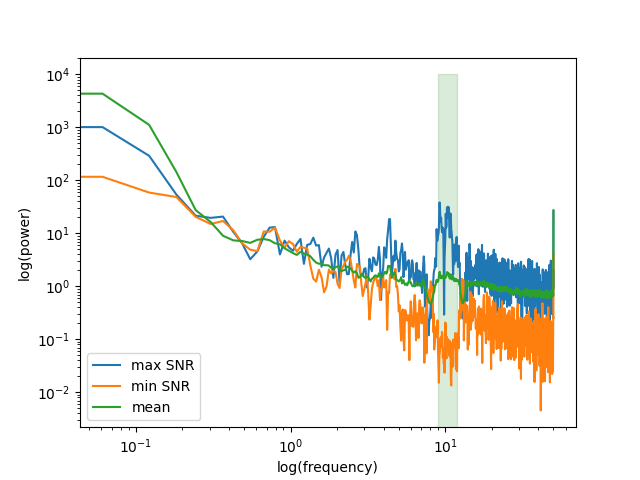 10⁴
10³
10²
10¹
10⁰
10⁻¹
10⁻²
log(power)
max SNR
min SNR
mean
10⁻¹ 10⁰ 10¹
log(frequency)